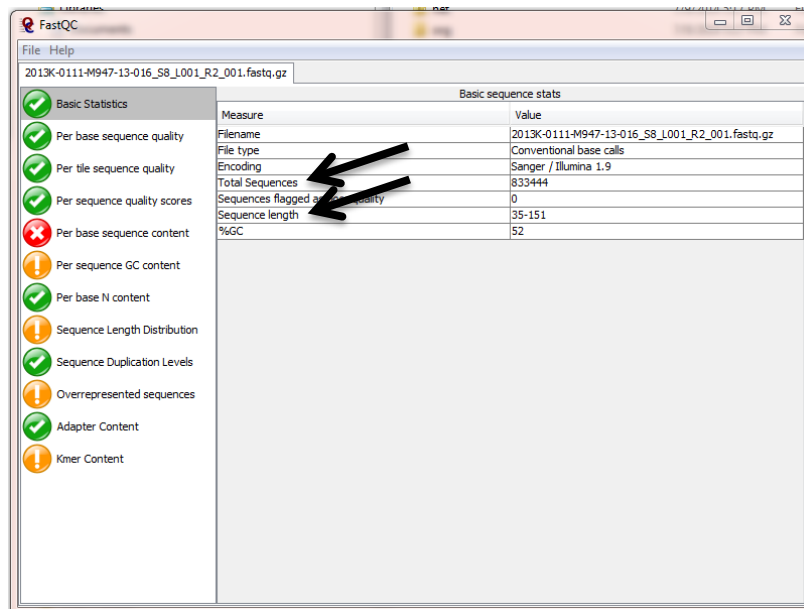 Libraries
FastQC
File Help
2013K-0111-M947-13-016_S8_L001_R2_001.fastq.gz
Basic Statistics
Per base sequence quality
Per tile sequence quality
Per sequence quality scores
Per base sequence content
Per sequence GC content
Per base N content
Sequence Length Distribution
Sequence Duplication Levels
Overrepresented sequences
Adapter Content
Kmer Content
Basic sequence stats
Measure Value
Filename 2013K-0111-M947-13-016_S8_L001_R2_001.fastq.gz
File type Conventional base calls
Encoding Sanger / Illumina 1.9
Total Sequences 833444
Sequences flagged quality 0
Sequence length 35-151
%GC 52